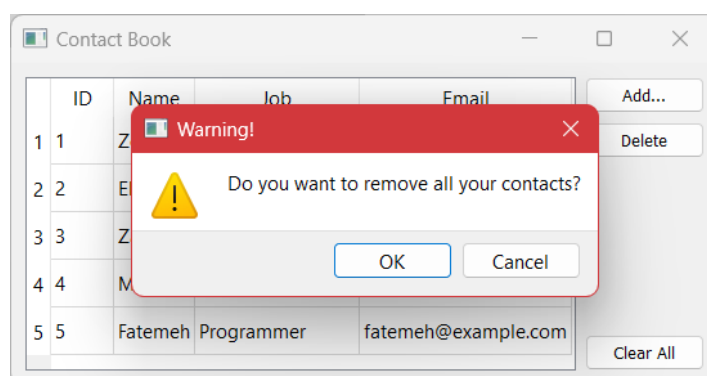 Contact Book
ID Name Job Email Add...
Warning!
1 1 Delete
Do you want to remove all your contacts?
2 2
3 3
OK Cancel
4 4
5 5 Fatemeh Programmer fatemeh@example.com
Clear All